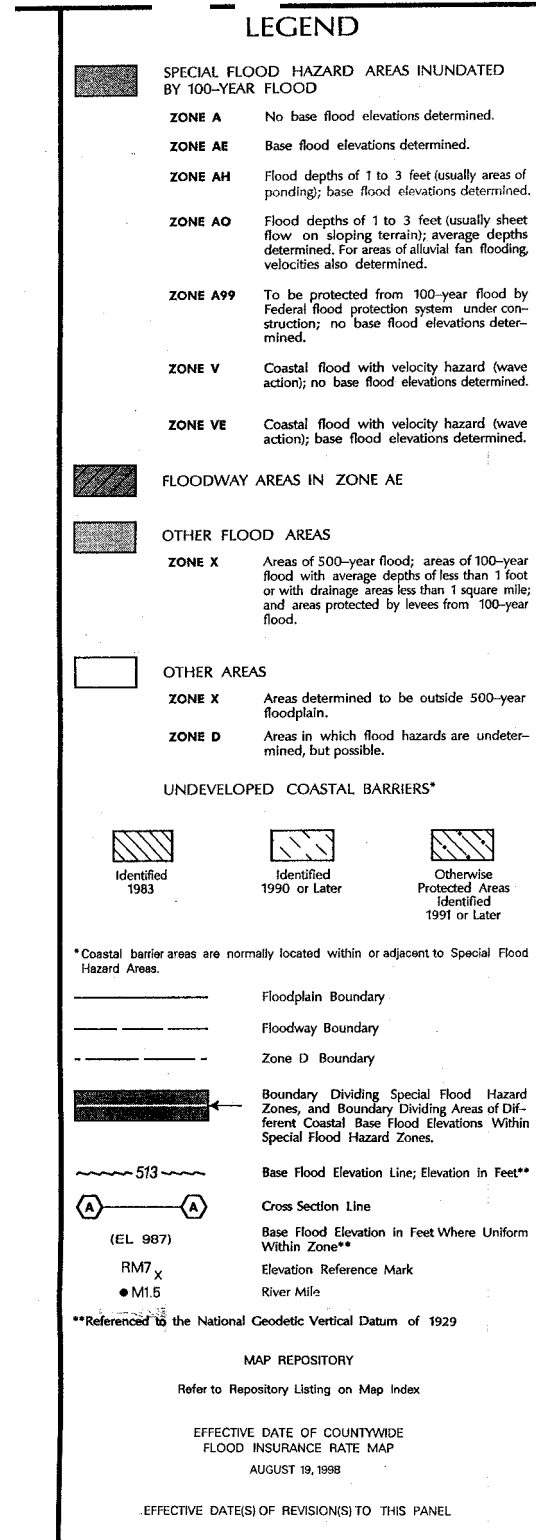 LEGEND
SPECIAL FLOOD HAZARD AREAS INUNDATED
BY 100–YEAR FLOOD
ZONE A No base flood elevations determined.
ZONE AE Base flood elevations determined.
ZONE AH Flood depths of 1 to 3 feet (usually areas of
ponding); base flood elevations determined.
ZONE AO Flood depths of 1 to 3 feet (usually sheet
flow on sloping terrain); average depths
determined. For areas of alluvial fan flooding,
velocities also determined.
ZONE A99 To be protected from 100–year flood by
Federal flood protection system under con–
struction; no base flood elevations deter–
mined.
ZONE V Coastal flood with velocity hazard (wave
action); no base flood elevations determined.
ZONE VE Coastal flood with velocity hazard (wave
action); base flood elevations determined.
FLOODWAY AREAS IN ZONE AE
OTHER FLOOD AREAS
ZONE X Areas of 500–year flood; areas of 100–year
flood with average depths of less than 1 foot
or with drainage areas less than 1 square mile;
and areas protected by levees from 100–year
flood.
OTHER AREAS
ZONE X Areas determined to be outside 500–year
floodplain.
ZONE D Areas in which flood hazards are undeter–
mined, but possible.
UNDEVELOPED COASTAL BARRIERS*
Identified
1983
Identified
1990 or Later
Otherwise
Protected Areas
Identified
1991 or Later
*Coastal barrier areas are normally located within or adjacent to Special Flood
Hazard Areas.
Floodplain Boundary
Floodway Boundary
Zone D Boundary
Boundary Dividing Special Flood Hazard
Zones, and Boundary Dividing Areas of Dif–
ferent Coastal Base Flood Elevations Within
Special Flood Hazard Zones.
513 Base Flood Elevation Line; Elevation in Feet**
A A Cross Section Line
(EL 987) Base Flood Elevation in Feet Where Uniform
Within Zone**
RM7 X Elevation Reference Mark
● M1.5 River Mile
**Referenced to the National Geodetic Vertical Datum of 1929
MAP REPOSITORY
Refer to Repository Listing on Map Index
EFFECTIVE DATE OF COUNTYWIDE
FLOOD INSURANCE RATE MAP
AUGUST 19, 1998
EFFECTIVE DATE(S) OF REVISION(S) TO THIS PANEL